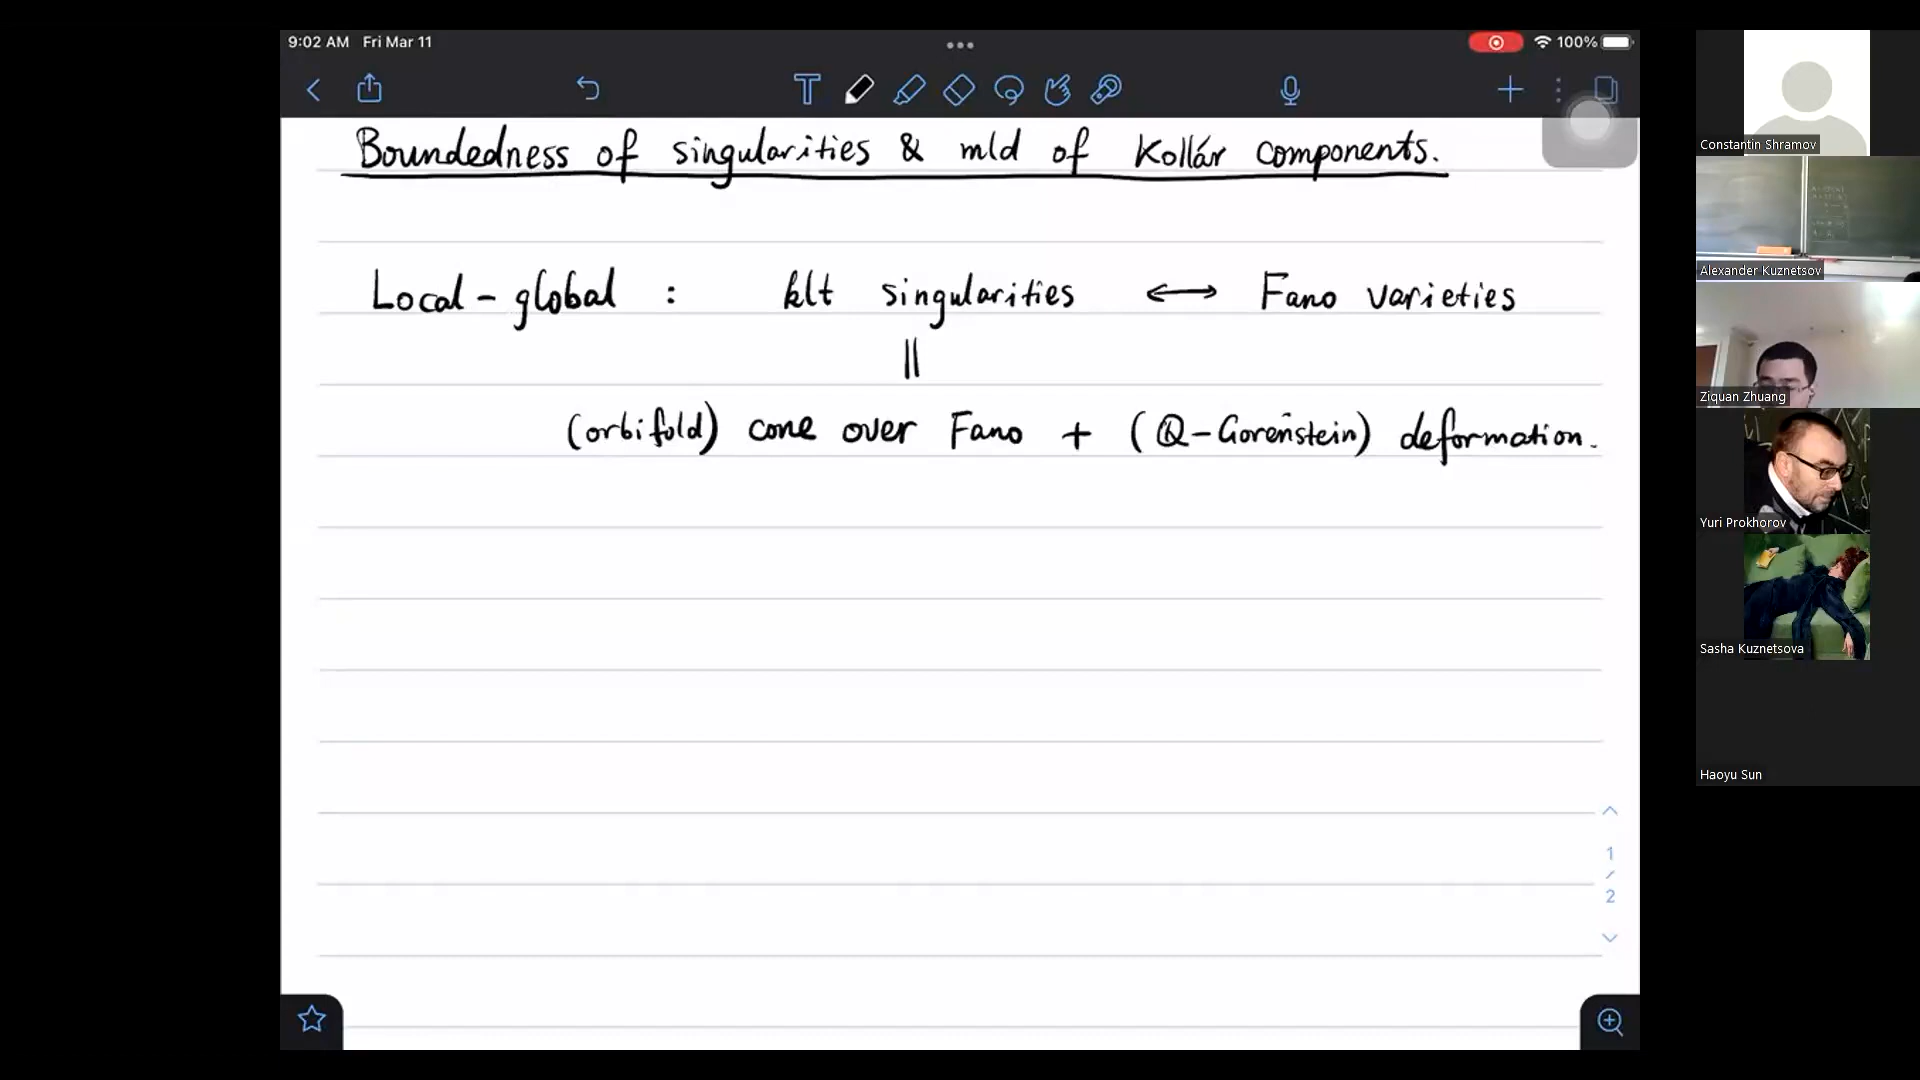 9:02 AM Fri Mar 11
100%
Boundedness of singularities & mld of Kollár components.
Local-global : klt singularities ⟷ Fano varieties
||
(orbifold) cone over Fano + (Q-Gorenstein) deformation.
1
/
2
Constantin Shramov
Alexander Kuznetsov
Ziquan Zhuang
Yuri Prokhorov
Sasha Kuznetsova
Haoyu Sun